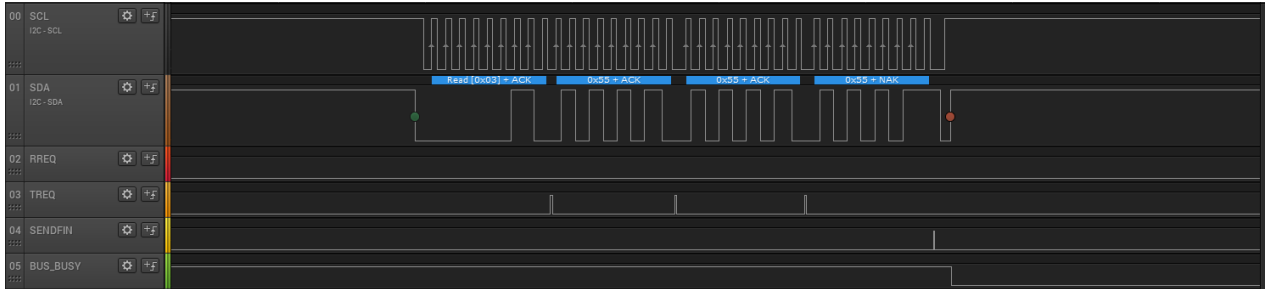 00 SCL
I2C - SCL
Read [0x03] + ACK 0x55 + ACK 0x55 + ACK 0x55 + NAK
01 SDA
I2C - SDA
02 RREQ
03 TREQ
04 SENDFIN
05 BUS_BUSY